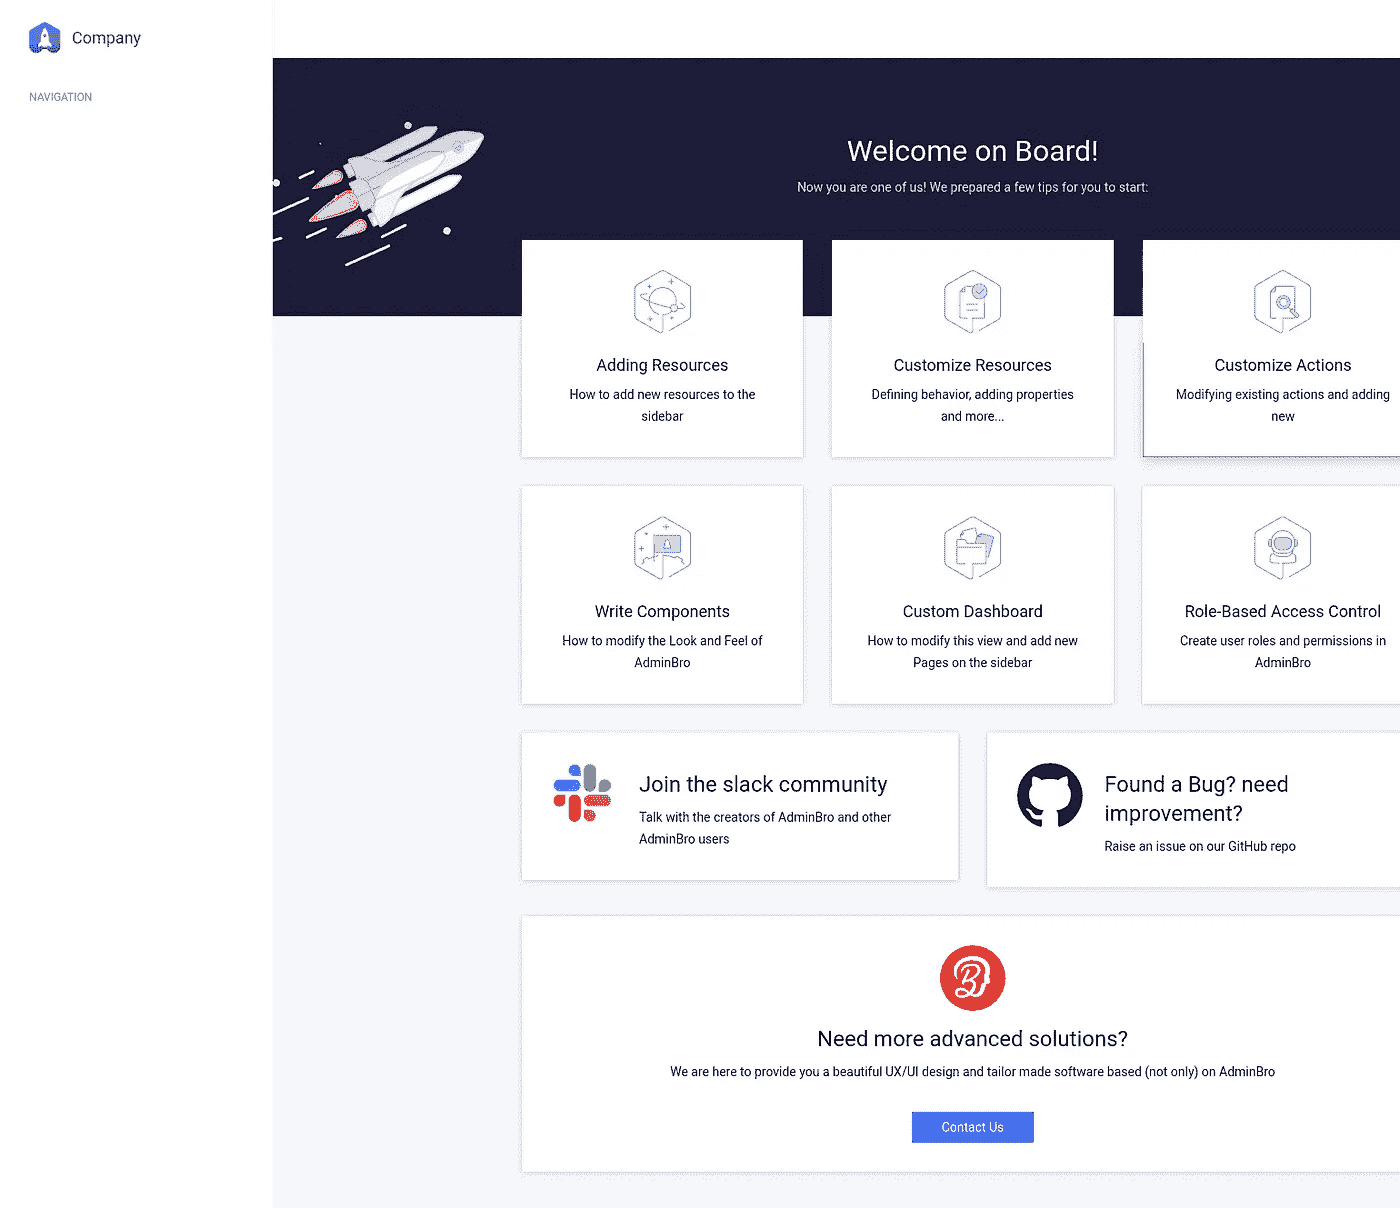 Company
NAVIGATION
Welcome on Board!
Now you are one of us! We prepared a few tips for you to start:
Adding Resources
How to add new resources to the
sidebar
Customize Resources
Defining behavior, adding properties
and more...
Customize Actions
Modifying existing actions and adding
new
Write Components
How to modify the Look and Feel of
AdminBro
Custom Dashboard
How to modify this view and add new
Pages on the sidebar
Role-Based Access Control
Create user roles and permissions in
AdminBro
Join the slack community
Talk with the creators of AdminBro and other
AdminBro users
Found a Bug? need
improvement?
Raise an issue on our GitHub repo
Need more advanced solutions?
We are here to provide you a beautiful UX/UI design and tailor made software based (not only) on AdminBro
Contact Us